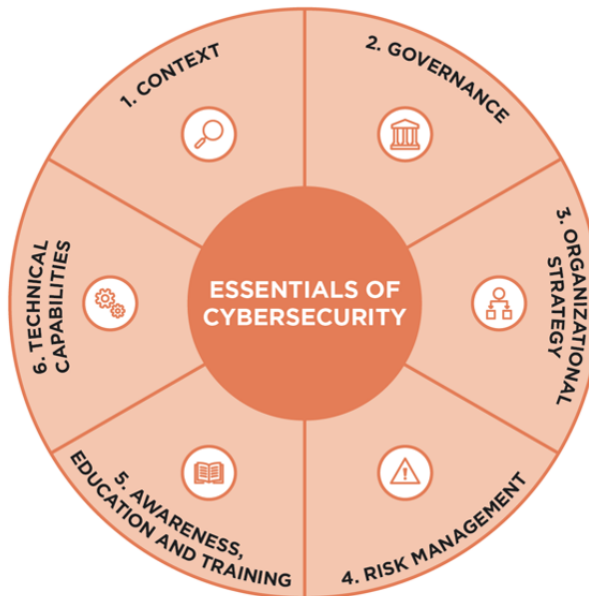 ESSENTIALS OF
CYBERSECURITY
1. CONTEXT
2. GOVERNANCE
3. ORGANIZATIONAL
STRATEGY
4. RISK MANAGEMENT
5. AWARENESS,
EDUCATION AND TRAINING
6. TECHNICAL
CAPABILITIES